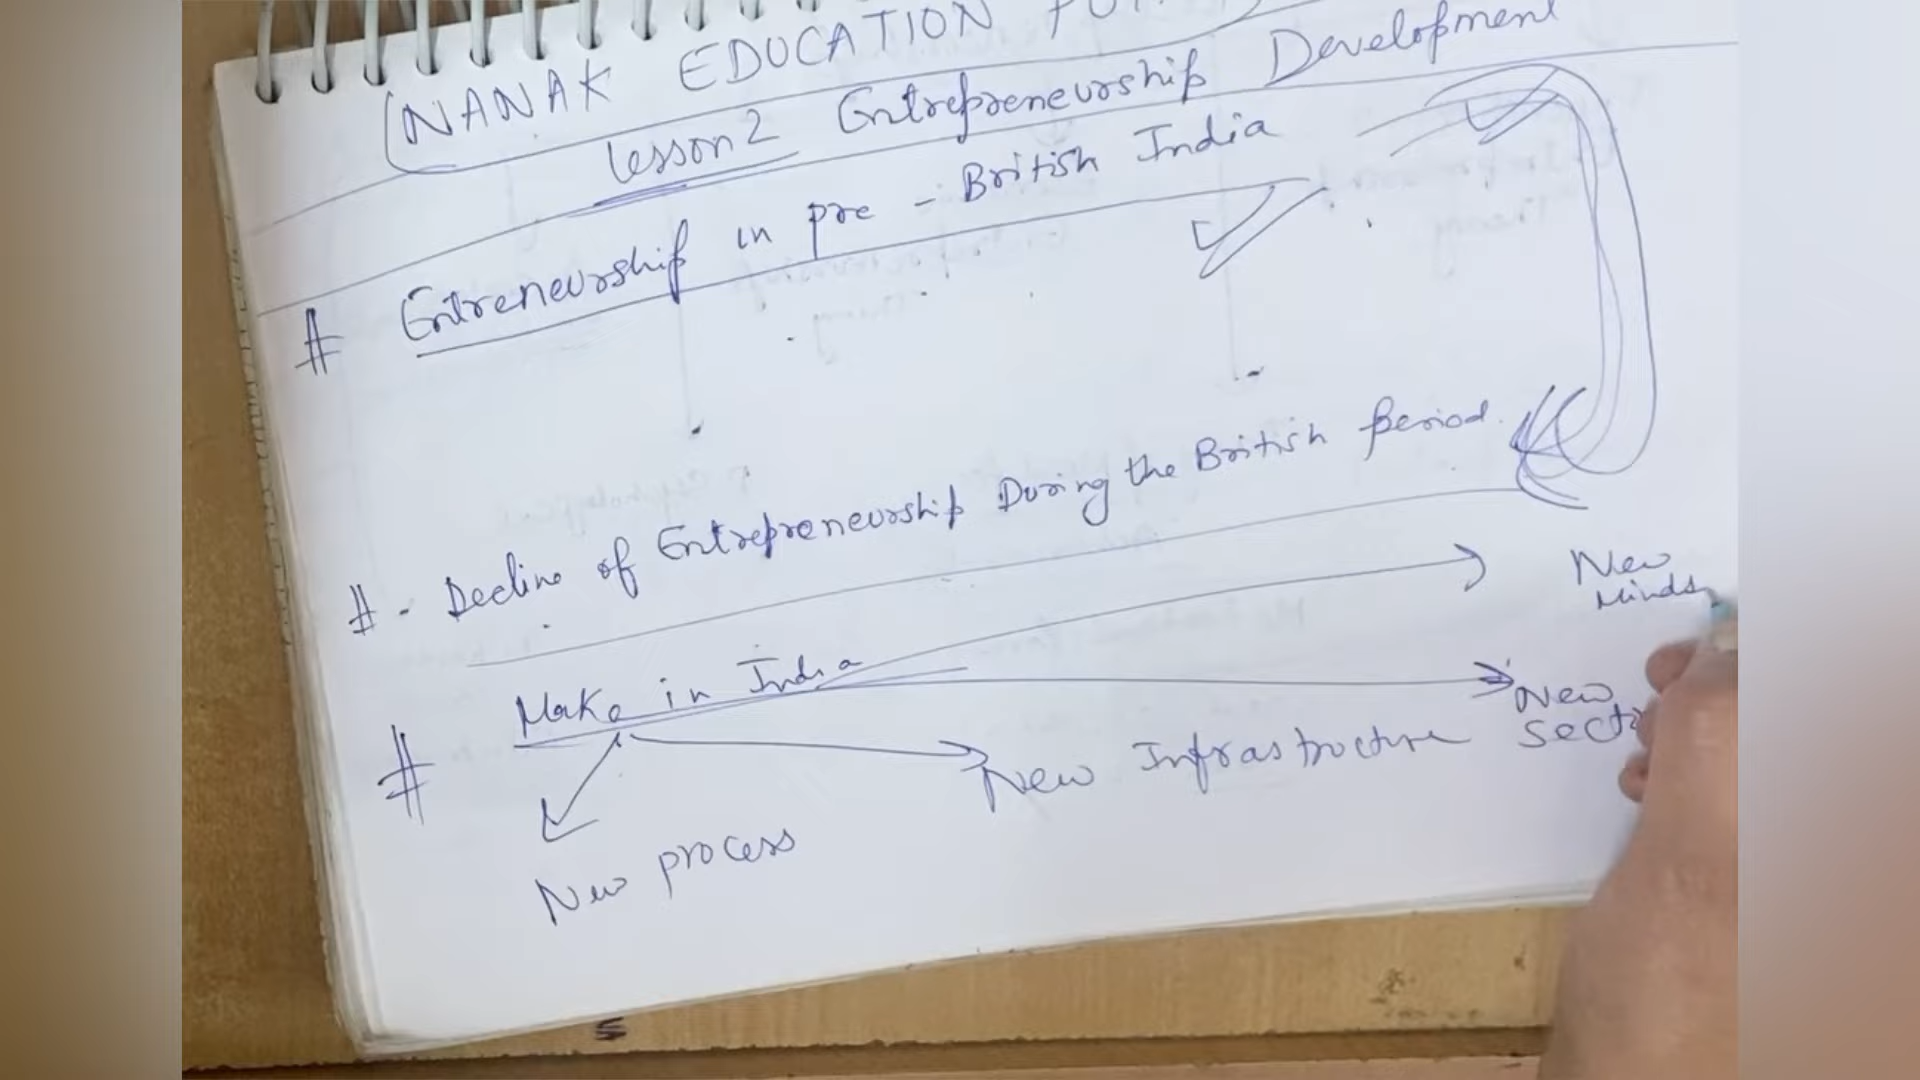 NANAK EDUCATION
Lesson 2 Entrepreneurship Development
# Entreneurship in pre - British India
# - Decline of Entrepreneurship During the British Period.
# Make in India
New Minds
New
New Infrastructure
New process